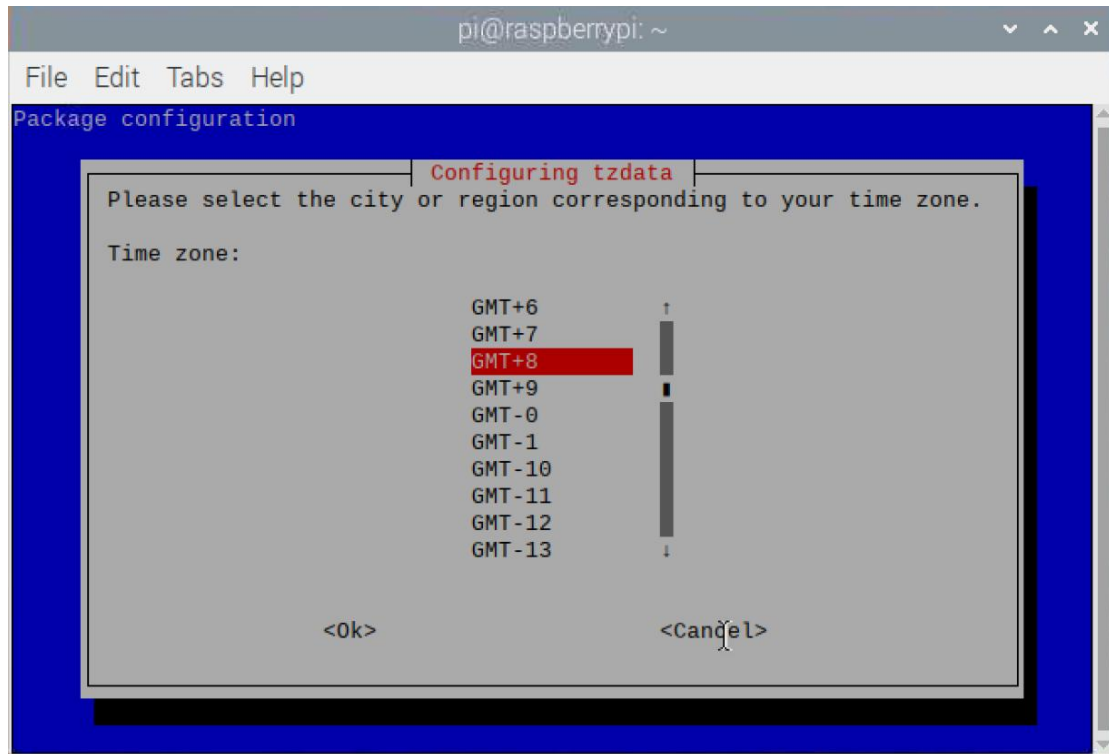 pi@raspberrypi: ~
File Edit Tabs Help
Package configuration
Configuring tzdata
Please select the city or region corresponding to your time zone.
Time zone:
GMT+6
GMT+7
GMT+8
GMT+9
GMT-0
GMT-1
GMT-10
GMT-11
GMT-12
GMT-13
<Ok> <Cancel>